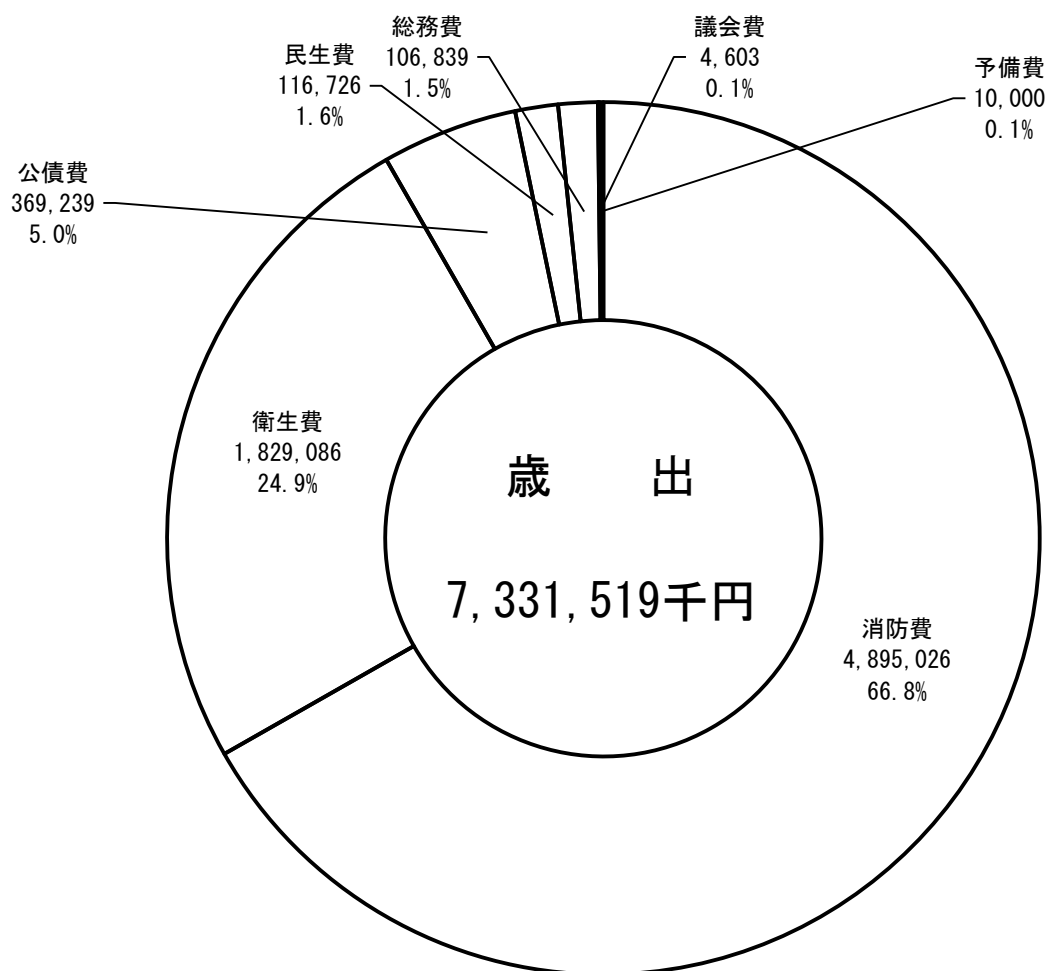 総務費
106,839
1.5%
議会費
4,603
0.1%
民生費
116,726
1.6%
予備費
10,000
0.1%
公債費
369,239
5.0%
衛生費
1,829,086
24.9%
歳　出
7,331,519千円
消防費
4,895,026
66.8%